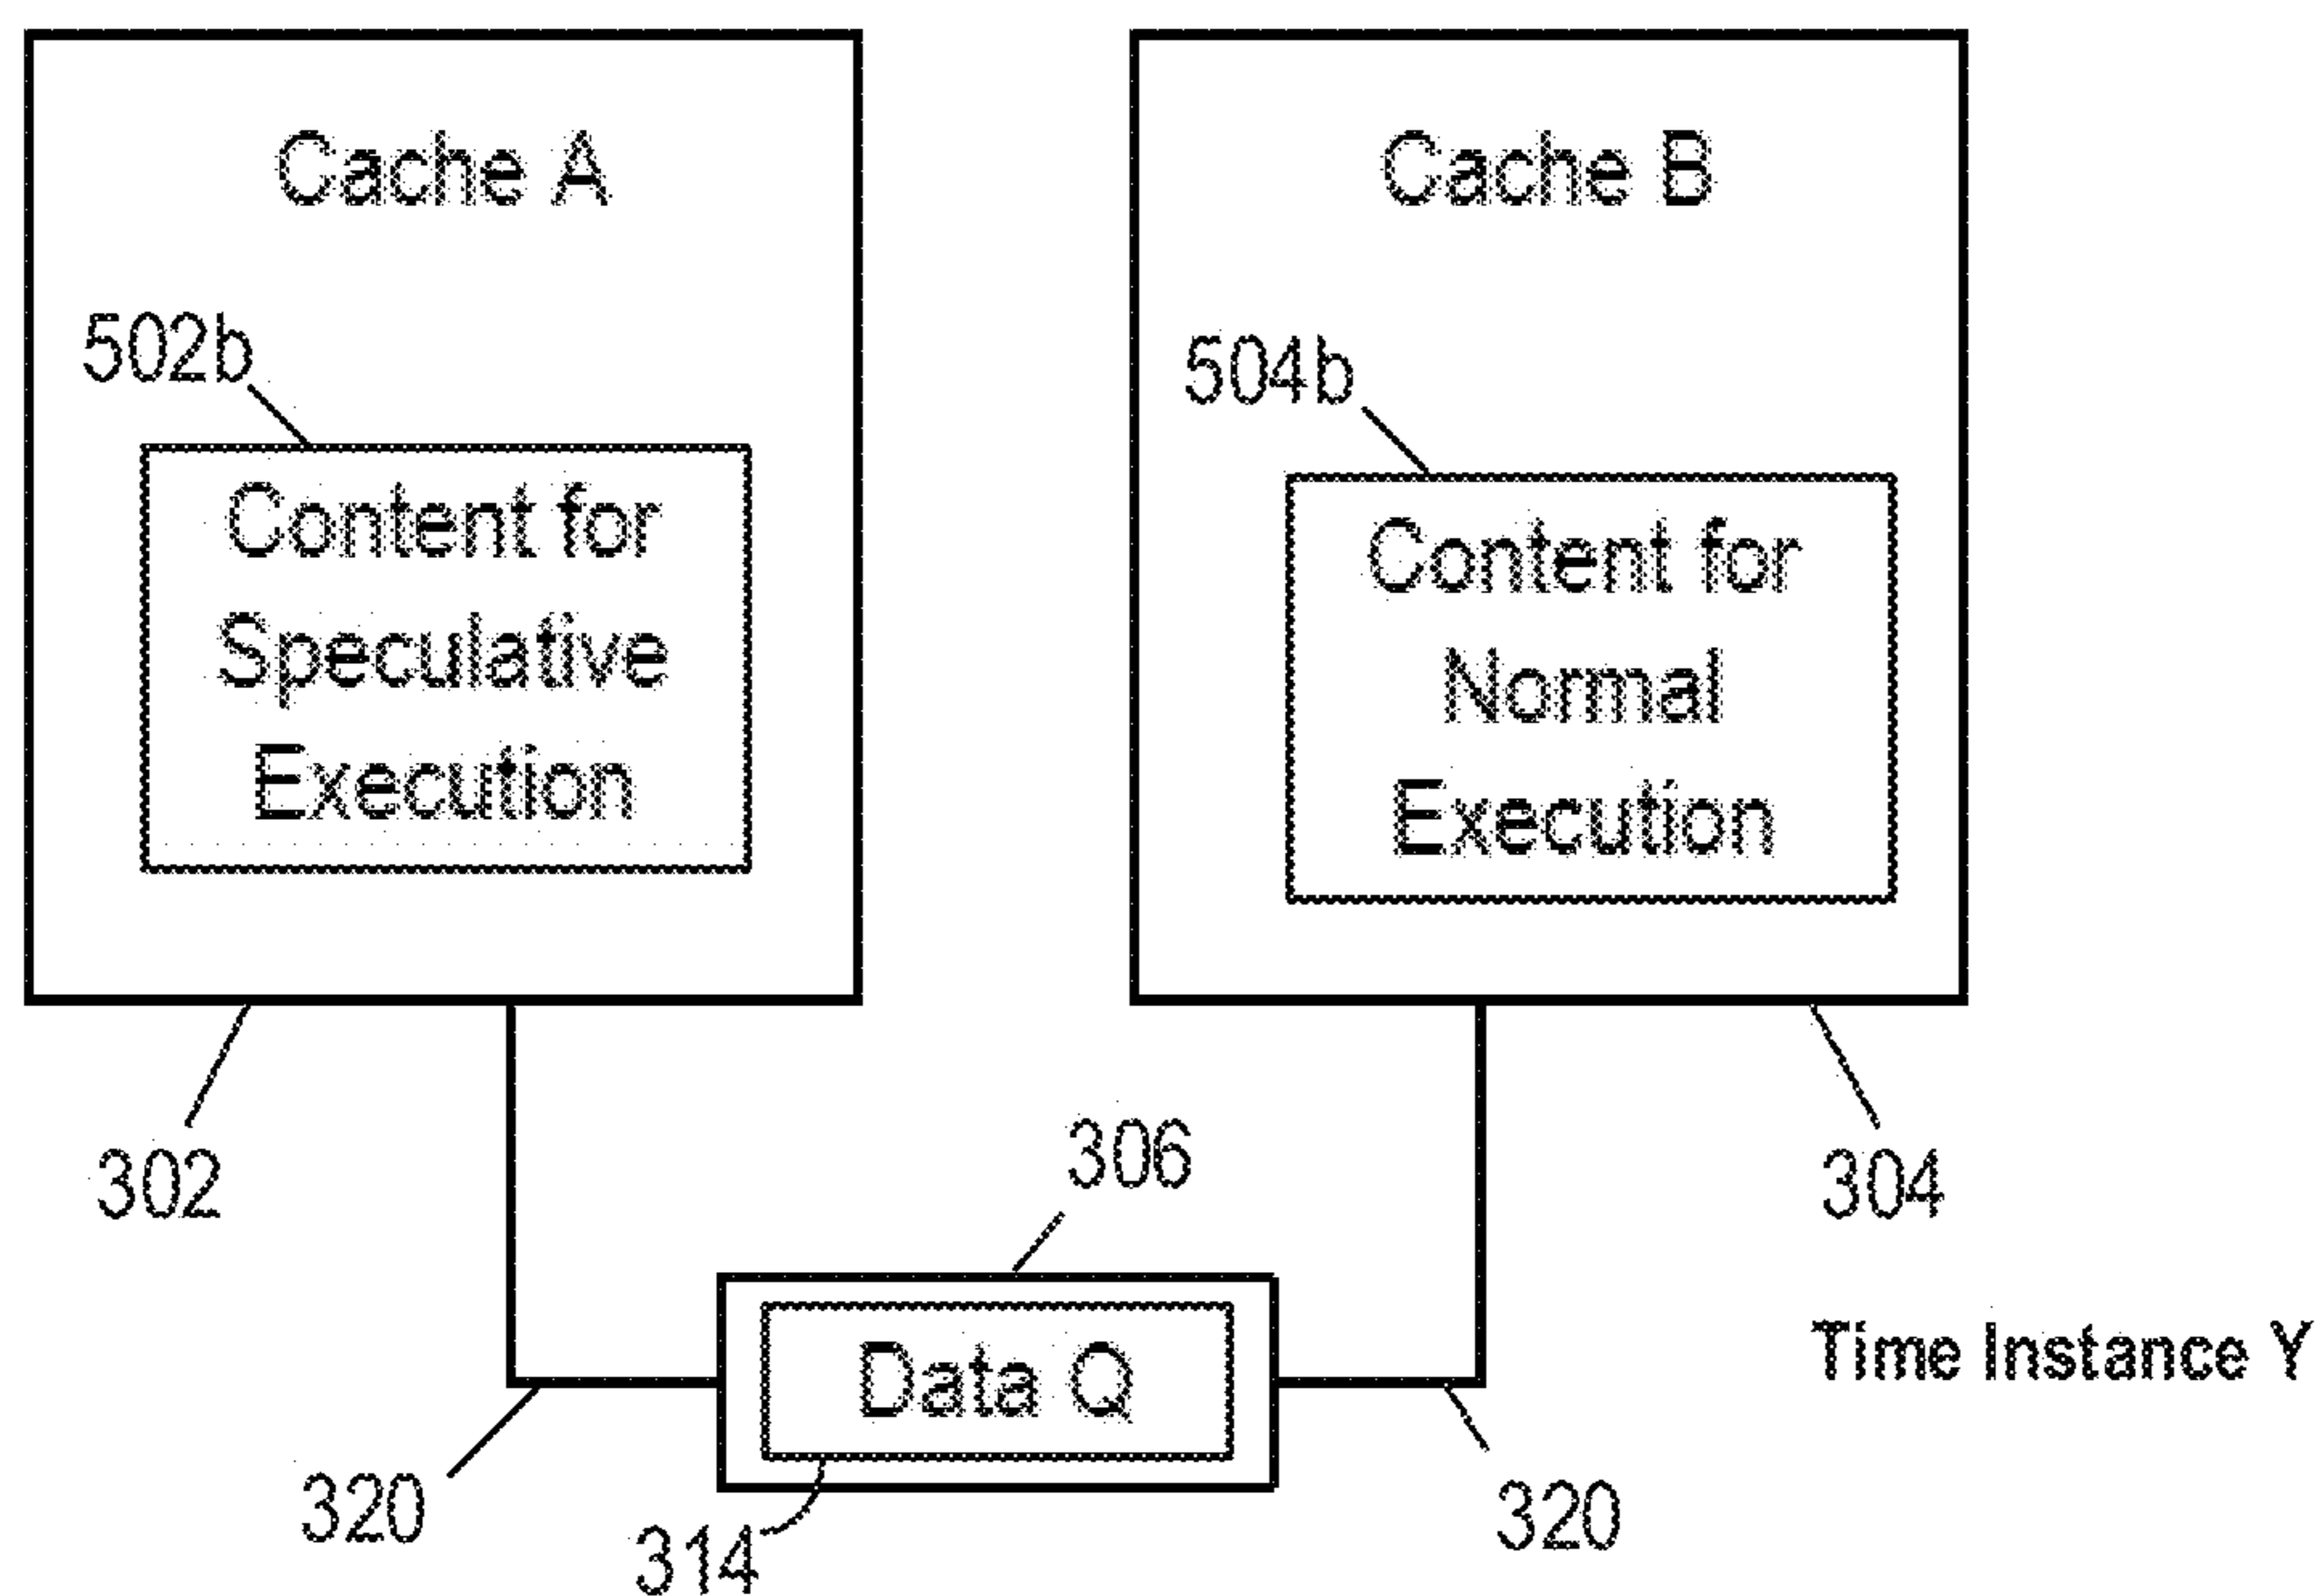 Cache A
502b
Content for
Speculative
Execution
Cache B
504b
Content for
Normal
Execution
302
306
304
Data Q
Time Instance Y
320
314
320